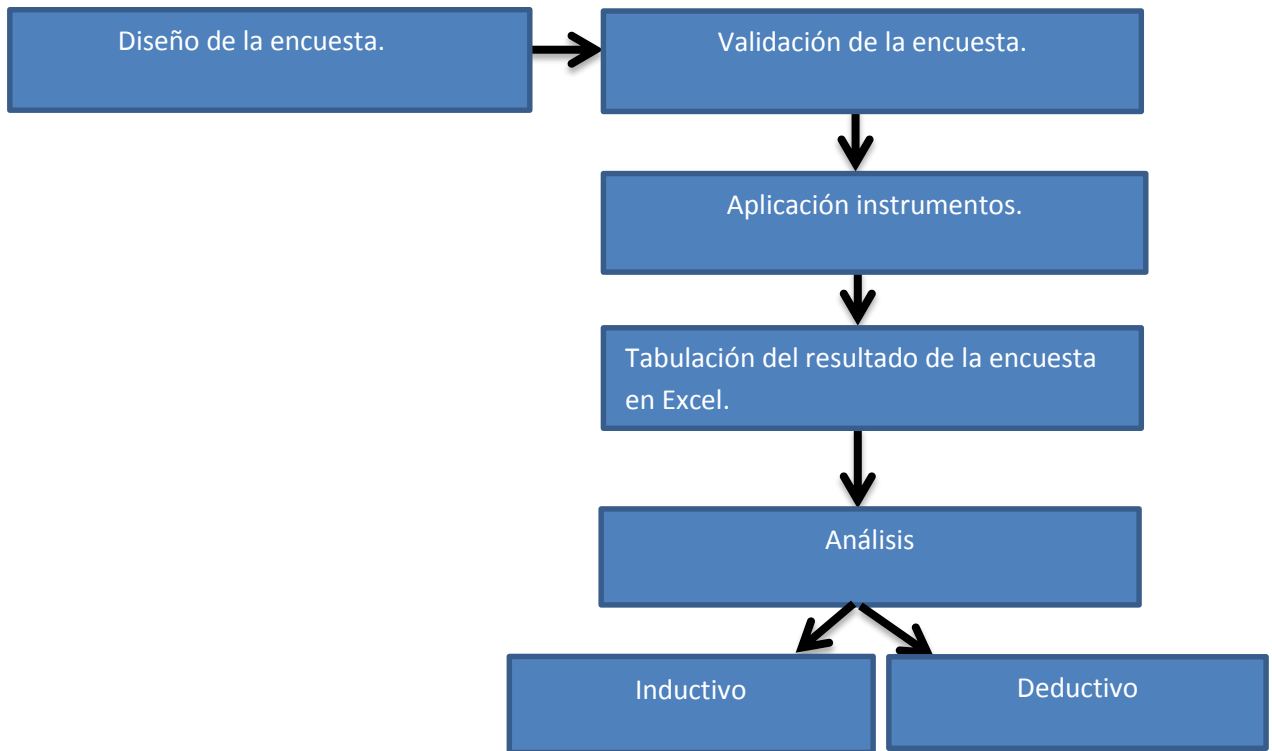 Diseño de la encuesta.
Validación de la encuesta.
Aplicación instrumentos.
Tabulación del resultado de la encuesta
en Excel.
Análisis
Inductivo
Deductivo